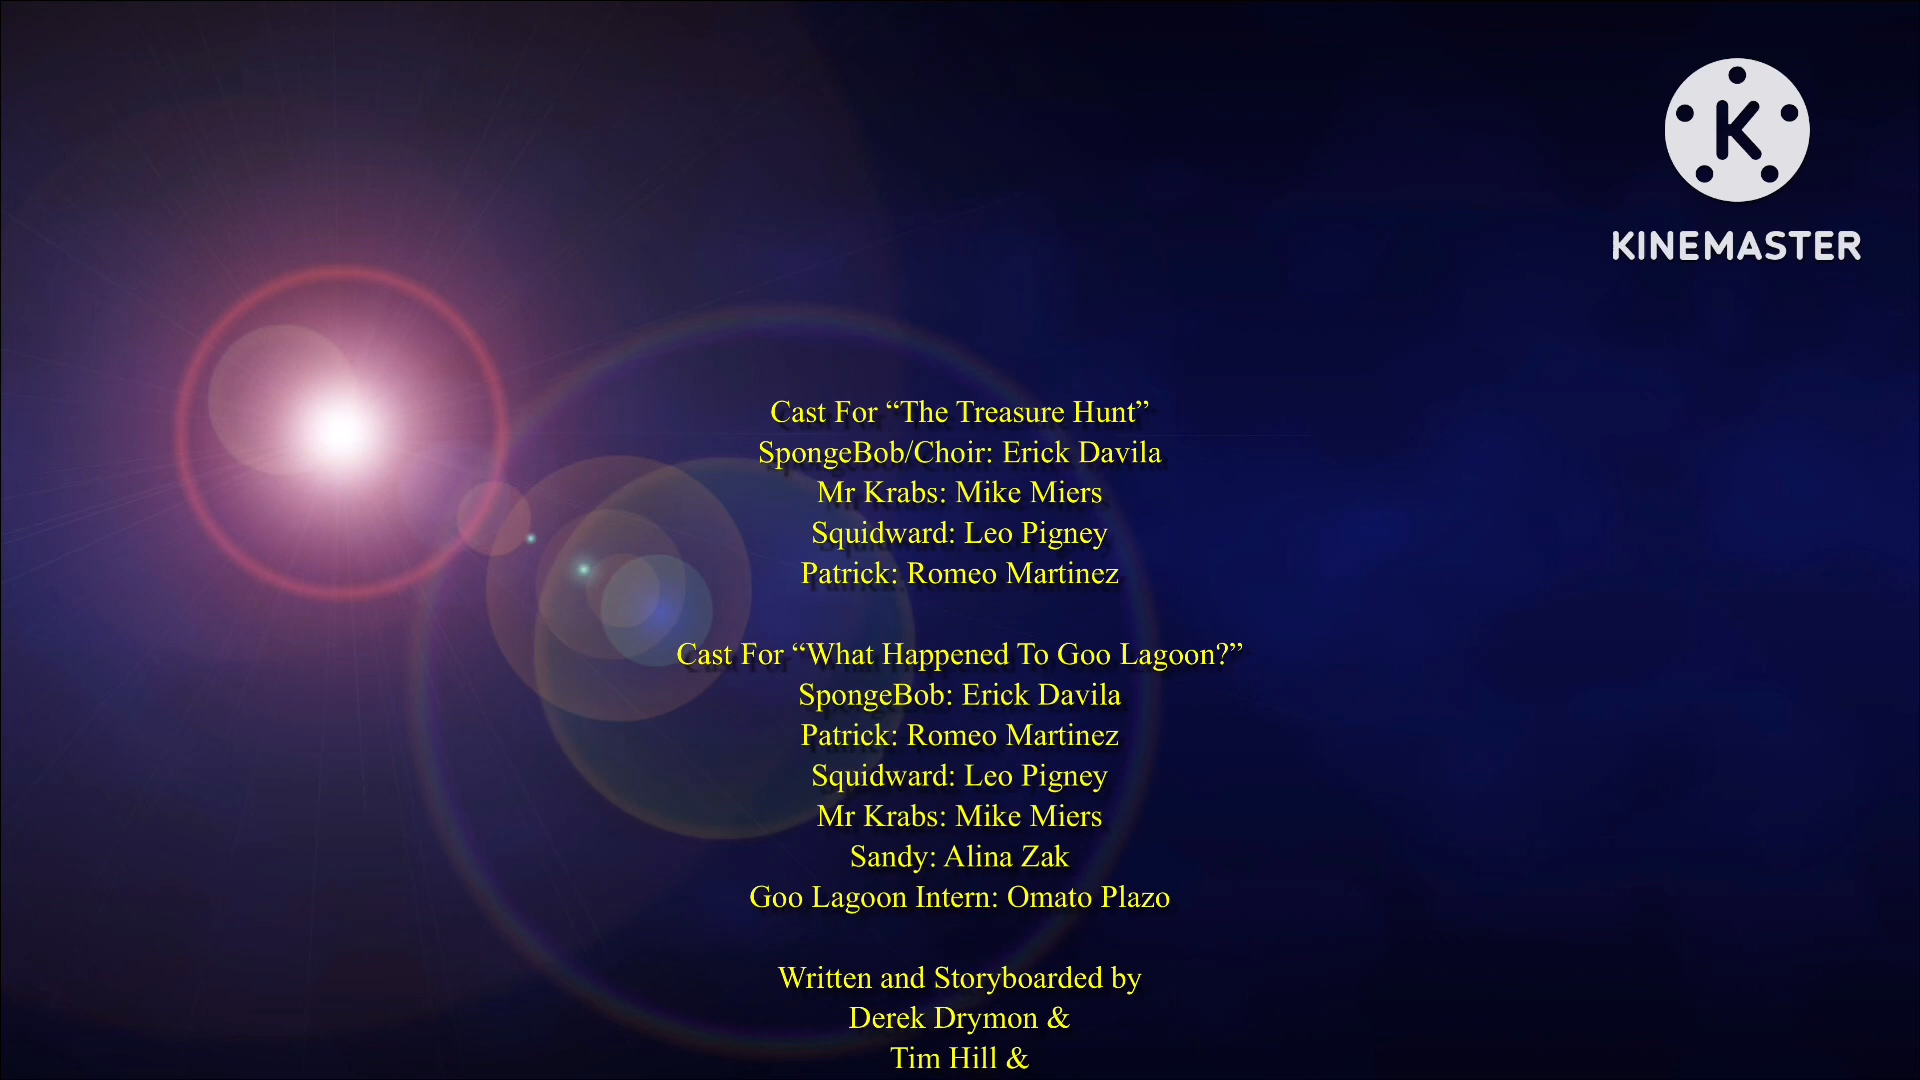 K
KINEMASTER
Cast For “The Treasure Hunt”
SpongeBob/Choir: Erick Davila
Mr Krabs: Mike Miers
Squidward: Leo Pigney
Patrick: Romeo Martinez
Cast For “What Happened To Goo Lagoon?”
SpongeBob: Erick Davila
Patrick: Romeo Martinez
Squidward: Leo Pigney
Mr Krabs: Mike Miers
Sandy: Alina Zak
Goo Lagoon Intern: Omato Plazo
Written and Storyboarded by
Derek Drymon &
Tim Hill &